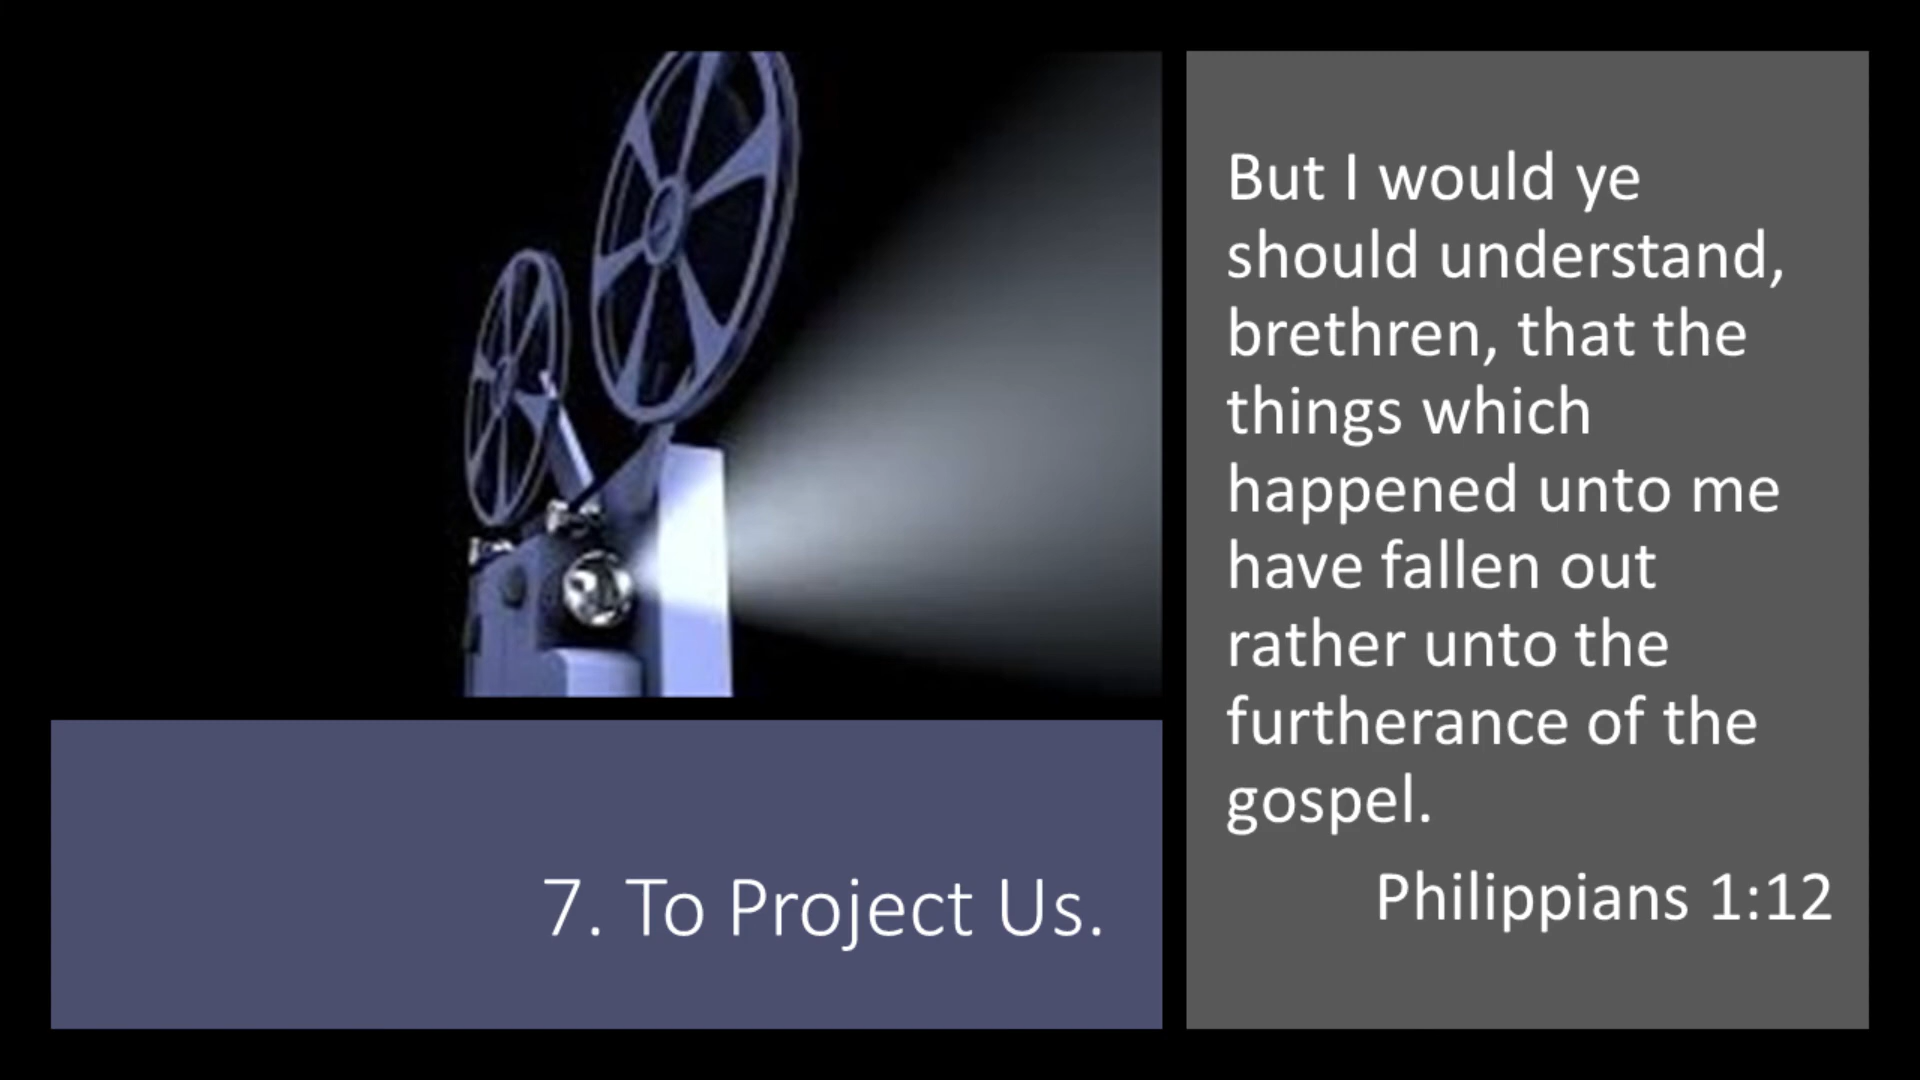 But I would ye
should understand,
brethren, that the
things which
happened unto me
have fallen out
rather unto the
furtherance of the
gospel.
Philippians 1:12
7. To Project Us.